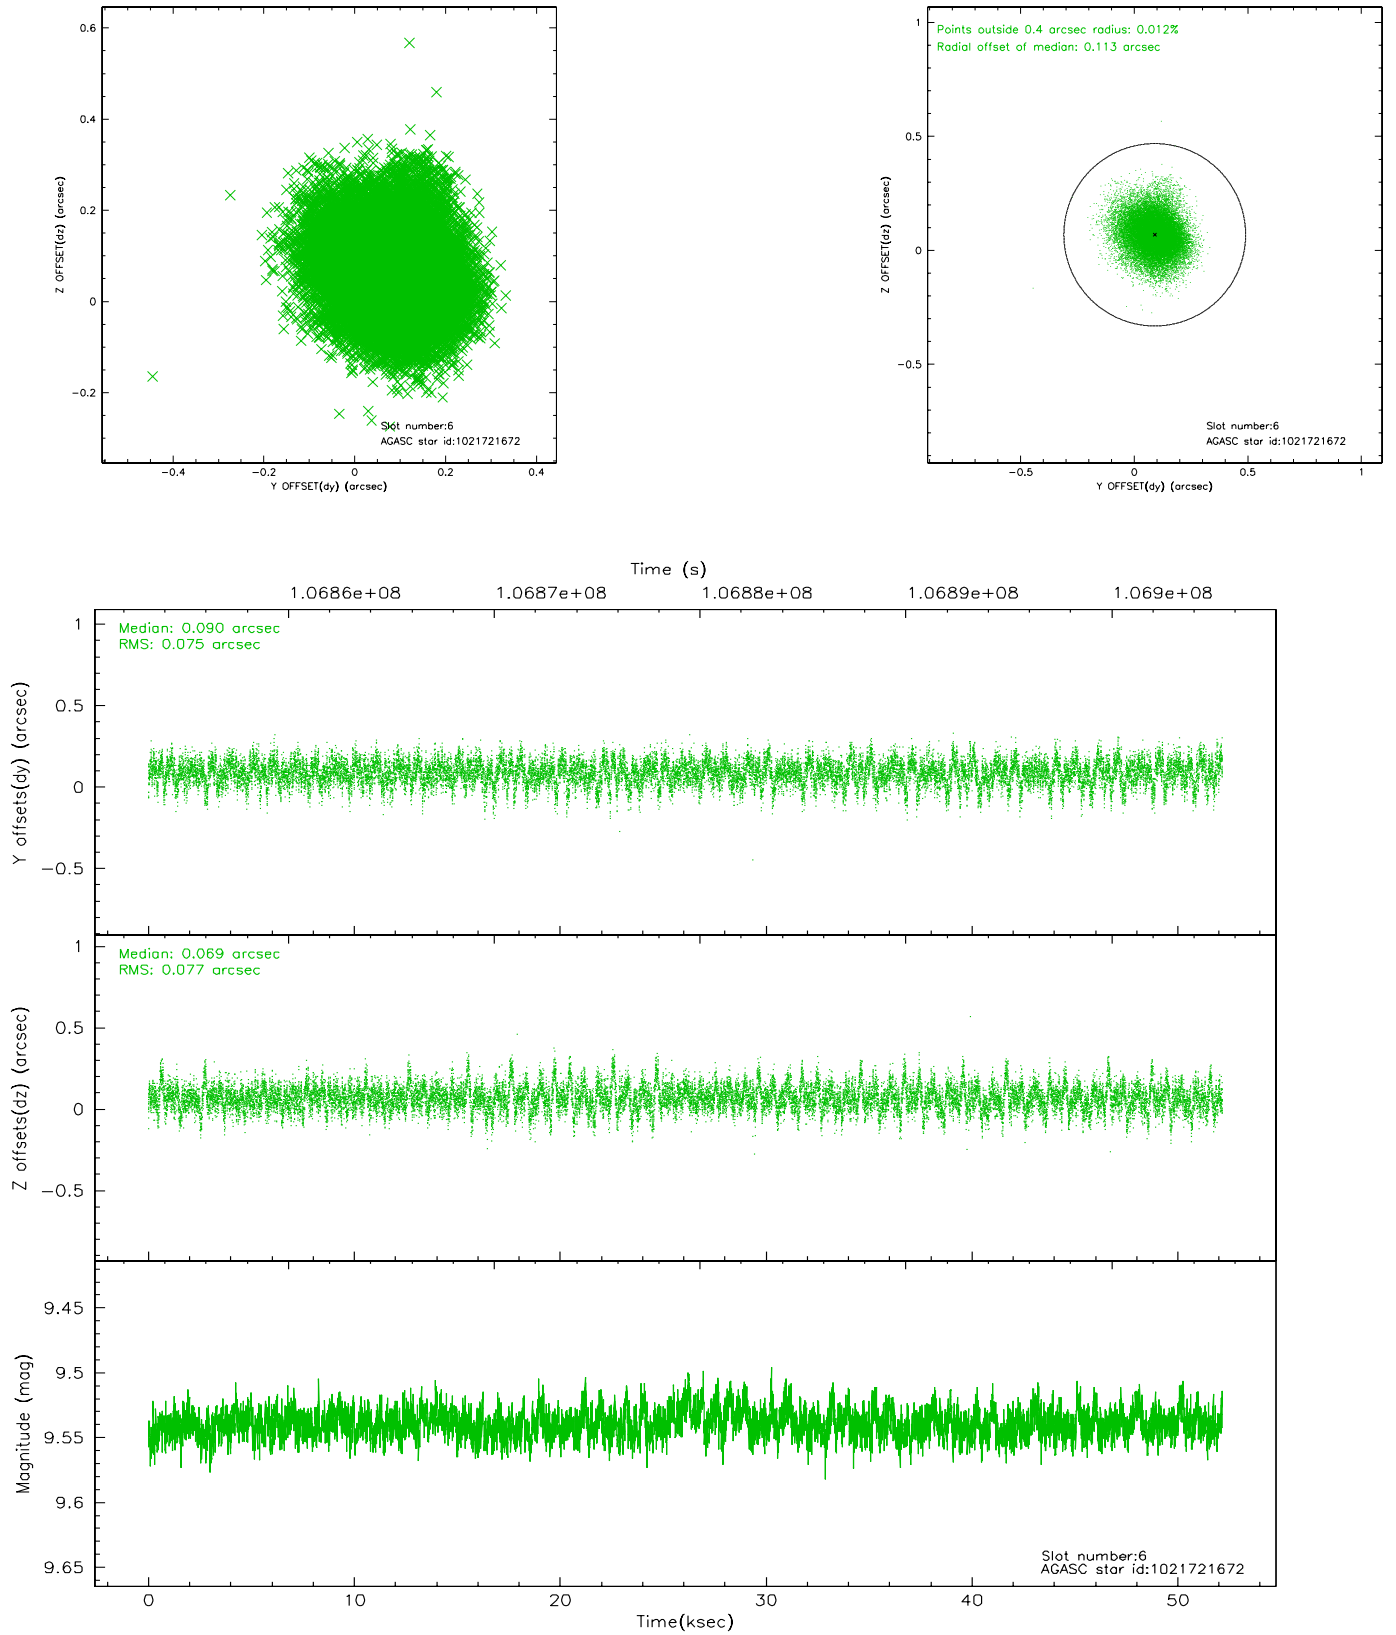 0.6
0.4
0.2
0
−0.2
Z OFFSET(dz) (arcsec)
−0.4
−0.2
0
0.2
0.4
Y OFFSET(dy) (arcsec)
Slot number:6
AGASC star id:1021721672
Points outside 0.4 arcsec radius: 0.012%
Radial offset of median: 0.113 arcsec
1
0.5
0
−0.5
Z OFFSET(dz) (arcsec)
−0.5
0
0.5
1
Y OFFSET(dy) (arcsec)
Slot number:6
AGASC star id:1021721672
Time (s)
1.0686e+08
1.0687e+08
1.0688e+08
1.0689e+08
1.069e+08
Median: 0.090 arcsec
RMS: 0.075 arcsec
1
0.5
0
−0.5
Y offsets(dy) (arcsec)
Median: 0.069 arcsec
RMS: 0.077 arcsec
1
0.5
0
−0.5
Z offsets(dz) (arcsec)
9.45
9.5
9.55
9.6
9.65
Magnitude (mag)
Slot number:6
AGASC star id:1021721672
0
10
20
30
40
50
Time(ksec)